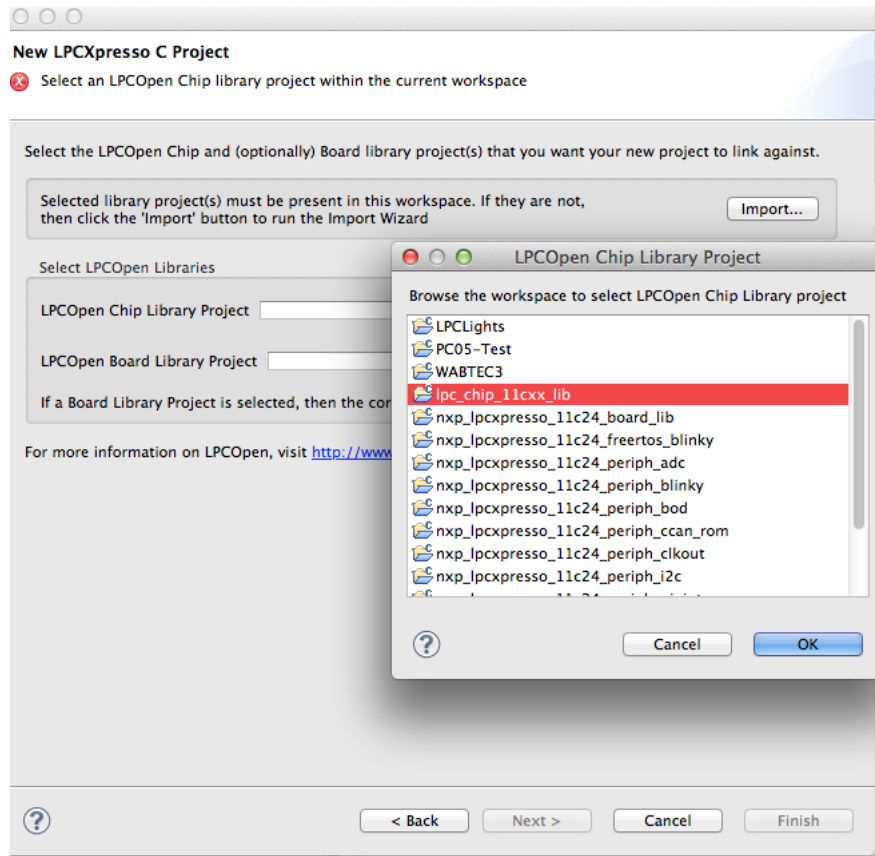 New LPCXpresso C Project
Select an LPCOpen Chip library project within the current workspace
Select the LPCOpen Chip and (optionally) Board library project(s) that you want your new project to link against.
Selected library project(s) must be present in this workspace. If they are not,
then click the 'Import' button to run the Import Wizard
Import...
Select LPCOpen Libraries
LPCOpen Chip Library Project
LPCOpen Board Library Project
If a Board Library Project is selected, then the cor
For more information on LPCOpen, visit http://www
LPCOpen Chip Library Project
Browse the workspace to select LPCOpen Chip Library project
LPCLights
PC05-Test
WABTEC3
lpc_chip_11cxx_lib
nxp_lpcxpresso_11c24_board_lib
nxp_lpcxpresso_11c24_freertos_blinky
nxp_lpcxpresso_11c24_periph_adc
nxp_lpcxpresso_11c24_periph_blinky
nxp_lpcxpresso_11c24_periph_bod
nxp_lpcxpresso_11c24_periph_ccan_rom
nxp_lpcxpresso_11c24_periph_clkout
nxp_lpcxpresso_11c24_periph_i2c
Cancel
OK
< Back
Next >
Cancel
Finish